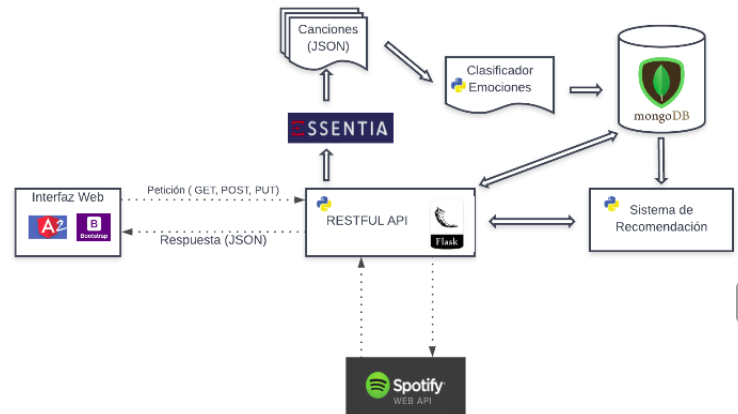 Canciones
(JSON)
Clasificador
Emociones
mongoDB
ESSENTIA
Interfaz Web
A2
B
Bootstrap
Petición ( GET, POST, PUT)
Respuesta (JSON)
RESTFUL API
Flask
Sistema de
Recomendación
Spotify
WEB API